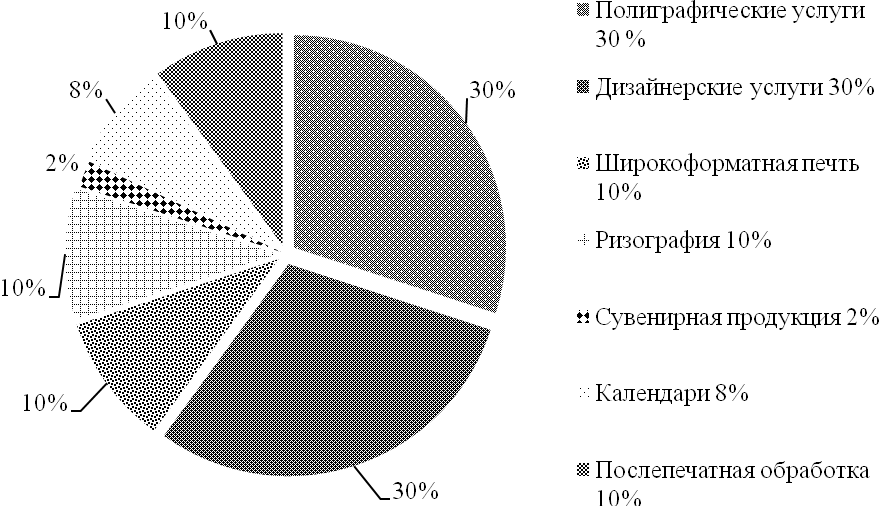 10%
30%
8%
2%
10%
10%
30%
Полиграфические услуги
30 %
Дизайнерские услуги 30%
Широкоформатная печть
10%
Ризография 10%
Сувенирная продукция 2%
Календари 8%
Послепечатная обработка
10%